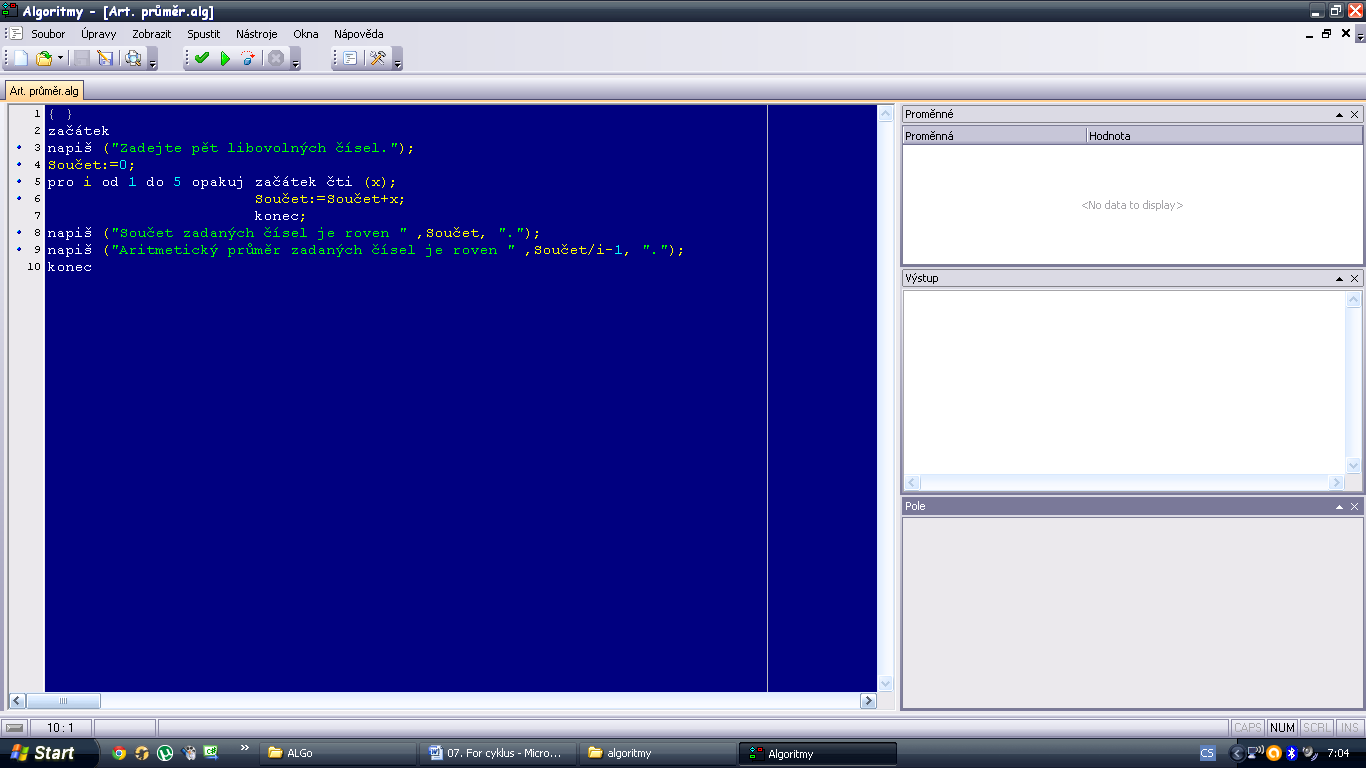 Algoritmy - [Art. průměr.alg]
Soubor Úpravy Zobrazit Spustit Nástroje Okna Nápověda
Art. průměr.alg
1 { }
2 začátek
3 napiš ("Zadejte pět libovolných čísel.");
4 Součet:=0;
5 pro i od 1 do 5 opakuj začátek čti (x);
6 Součet:=Součet+x;
7 konec;
8 napiš ("Součet zadaných čísel je roven " ,Součet, ".");
9 napiš ("Aritmetický průměr zadaných čísel je roven " ,Součet/i-1, ".");
10 konec
Proměnné
Proměnná Hodnota
<No data to display>
Výstup
Pole
10: 1
CAPS NUM SCRL INS
Start » ALGo 07. For cyklus - Micro... algoritmy Algoritmy CS 7:04